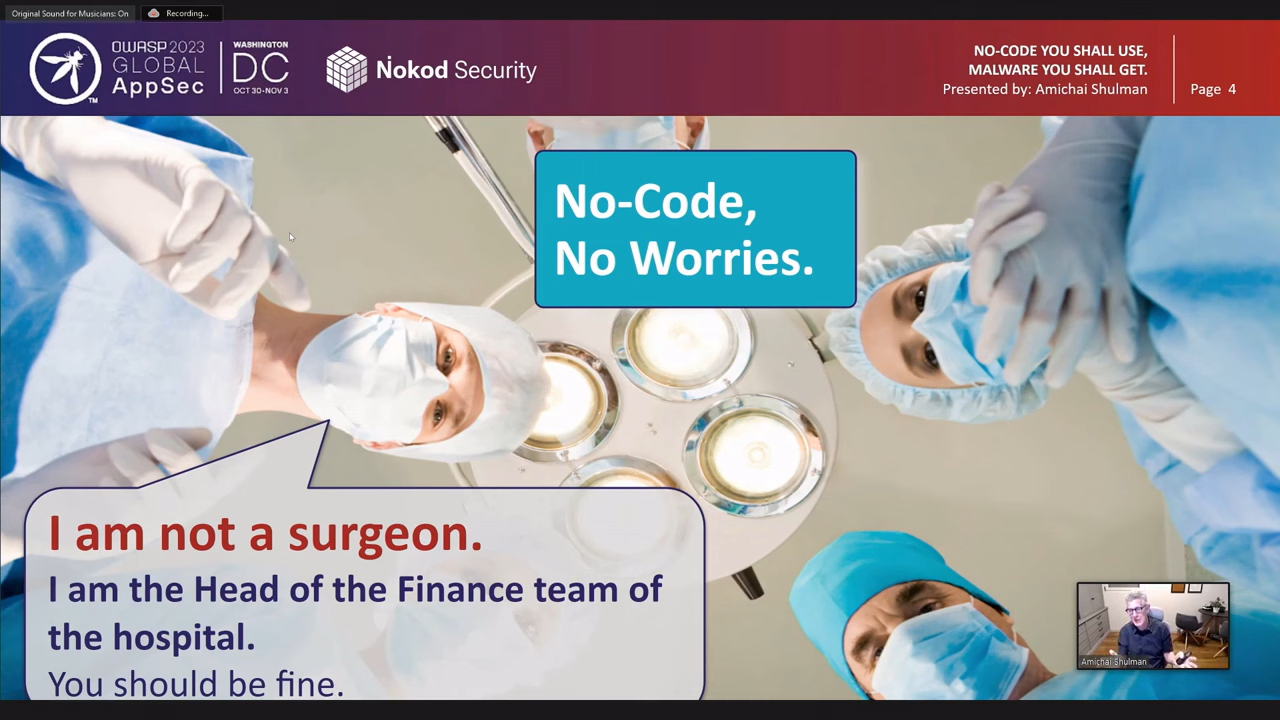 Original Sound for Musicians: On
Recording...
OWASP 2023
GLOBAL
AppSec
TM
WASHINGTON
DC
OCT 30-NOV 3
Nokod Security
NO-CODE YOU SHALL USE,
MALWARE YOU SHALL GET.
Presented by: Amichai Shulman
Page 4
No-Code,
No Worries.
I am not a surgeon.
I am the Head of the Finance team of
the hospital.
You should be fine.
Amichai Shulman